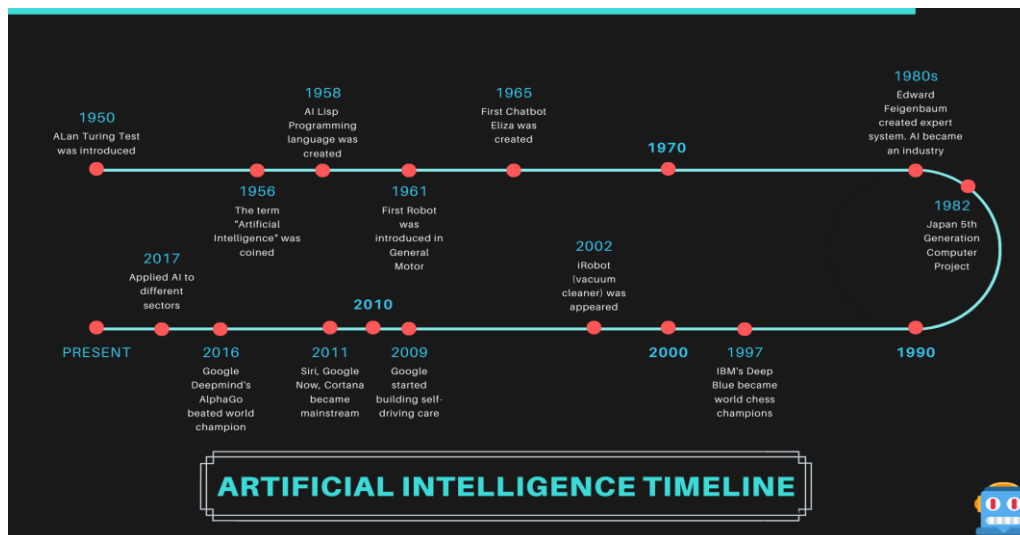 1950
ALan Turing Test
was introduced
1956
The term
"Artificial
Intelligence" was
coined
1958
AI Lisp
Programming
language was
created
1961
First Robot
was
introduced in
General
Motor
1965
First Chatbot
Eliza was
created
1970
1980s
Edward
Feigenbaum
created expert
system. AI became
an industry
1982
Japan 5th
Generation
Computer
Project
1990
1997
IBM's Deep
Blue became
world chess
champions
2000
2002
iRobot
(vacuum
cleaner) was
appeared
2009
Google
started
building self-
driving care
2010
2011
Siri, Google
Now, Cortana
became
mainstream
2016
Google
Deepmind's
AlphaGo
beated world
champion
2017
Applied AI to
different
sectors
PRESENT
ARTIFICIAL INTELLIGENCE TIMELINE